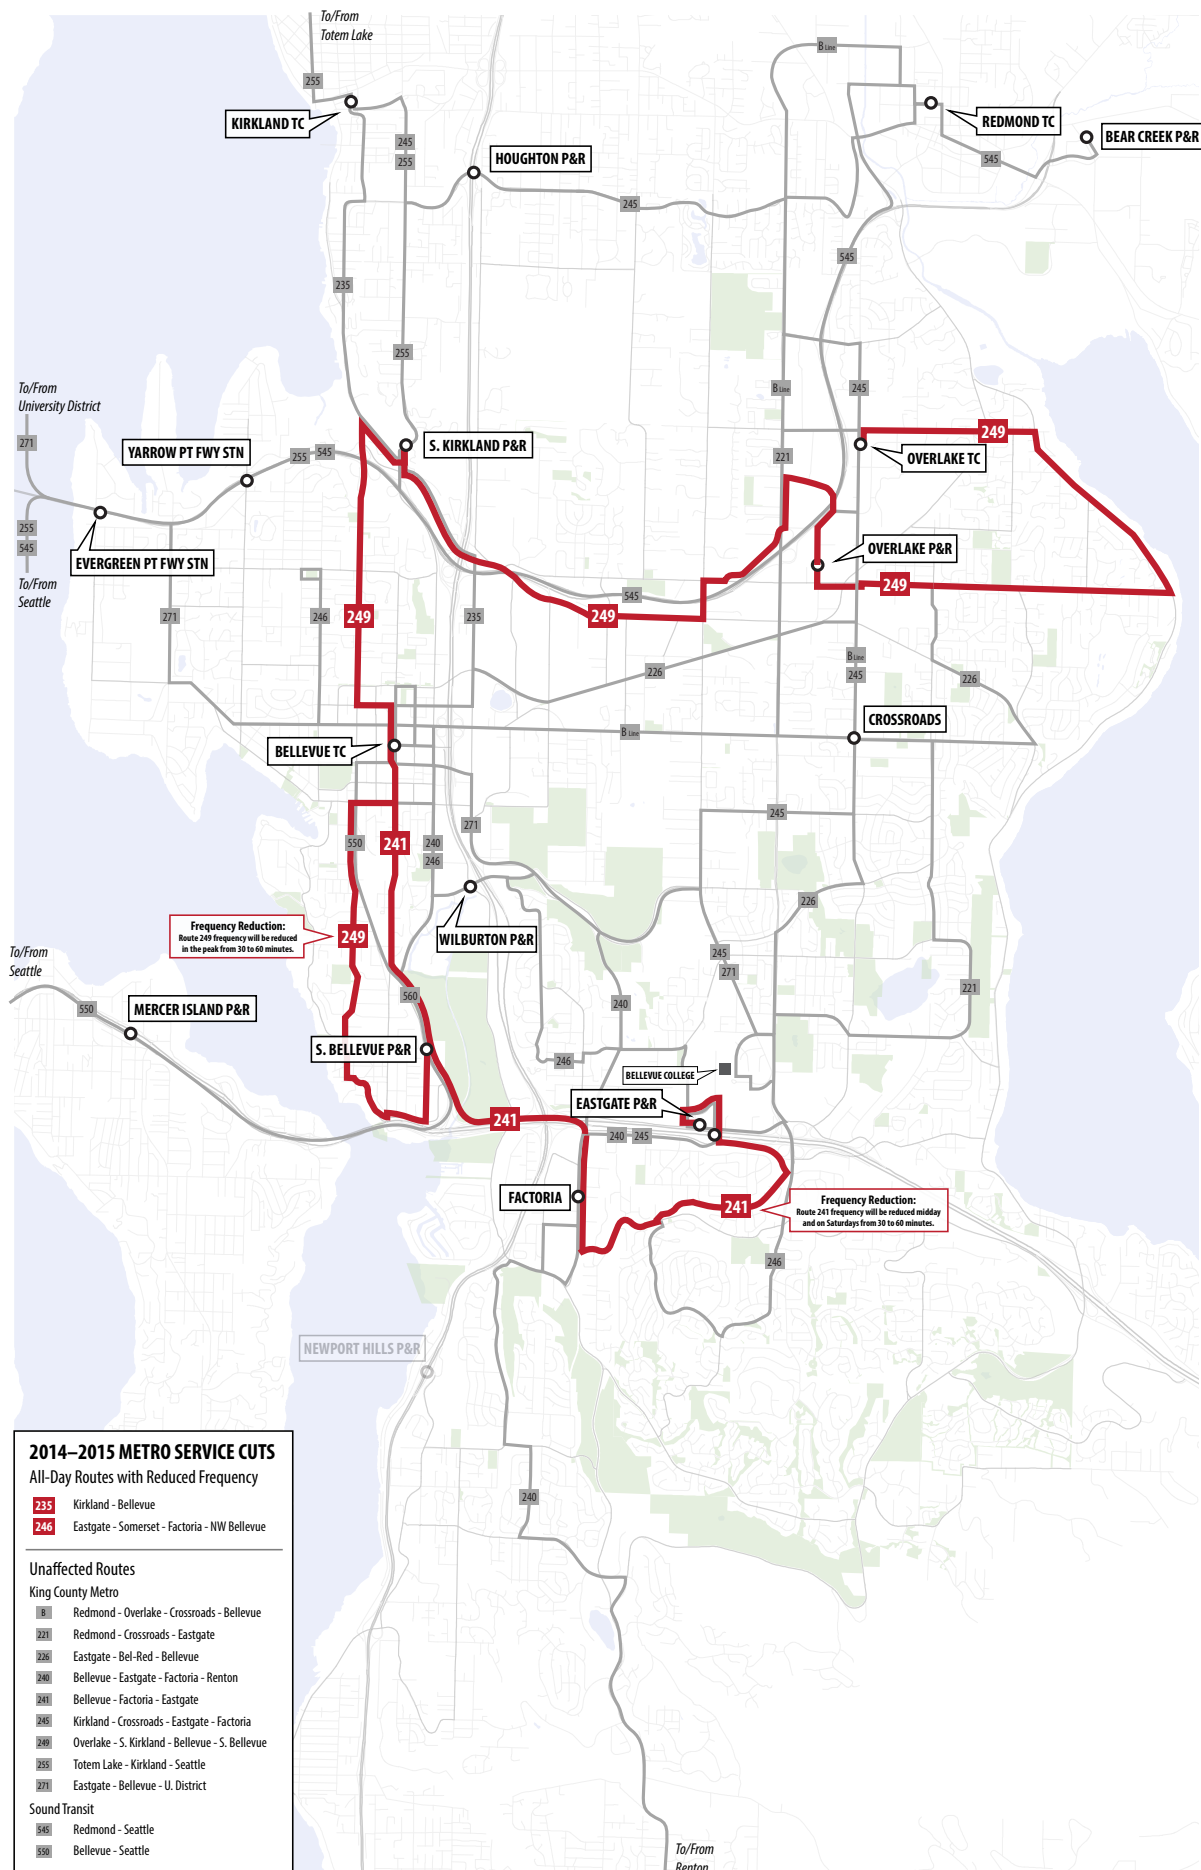 To/From
Totem Lake
B Line
255
KIRKLAND TC
REDMOND TC
BEAR CREEK P&R
245
255
HOUGHTON P&R
545
245
545
235
255
To/From
University District
B Line
245
271
249
YARROW PT FWY STN
255
545
S. KIRKLAND P&R
221
OVERLAKE TC
255
545
EVERGREEN PT FWY STN
OVERLAKE P&R
To/From
Seattle
249
545
271
246
249
235
249
226
B Line
245
226
CROSSROADS
B Line
BELLEVUE TC
245
271
550
241
240
246
226
Frequency Reduction:
Route 249 frequency will be reduced
in the peak from 30 to 60 minutes.
249
WILBURTON P&R
To/From
Seattle
245
271
560
221
550
MERCER ISLAND P&R
240
S. BELLEVUE P&R
246
BELLEVUE COLLEGE
EASTGATE P&R
241
240
245
FACTORIA
241
Frequency Reduction:
Route 241 frequency will be reduced midday
and on Saturdays from 30 to 60 minutes.
246
NEWPORT HILLS P&R
240
2014–2015 METRO SERVICE CUTS
All-Day Routes with Reduced Frequency
235 Kirkland - Bellevue
246 Eastgate - Somerset - Factoria - NW Bellevue
Unaffected Routes
King County Metro
B Redmond - Overlake - Crossroads - Bellevue
221 Redmond - Crossroads - Eastgate
226 Eastgate - Bel-Red - Bellevue
240 Bellevue - Eastgate - Factoria - Renton
241 Bellevue - Factoria - Eastgate
245 Kirkland - Crossroads - Eastgate - Factoria
249 Overlake - S. Kirkland - Bellevue - S. Bellevue
255 Totem Lake - Kirkland - Seattle
271 Eastgate - Bellevue - U. District
Sound Transit
545 Redmond - Seattle
550 Bellevue - Seattle
To/From
Renton